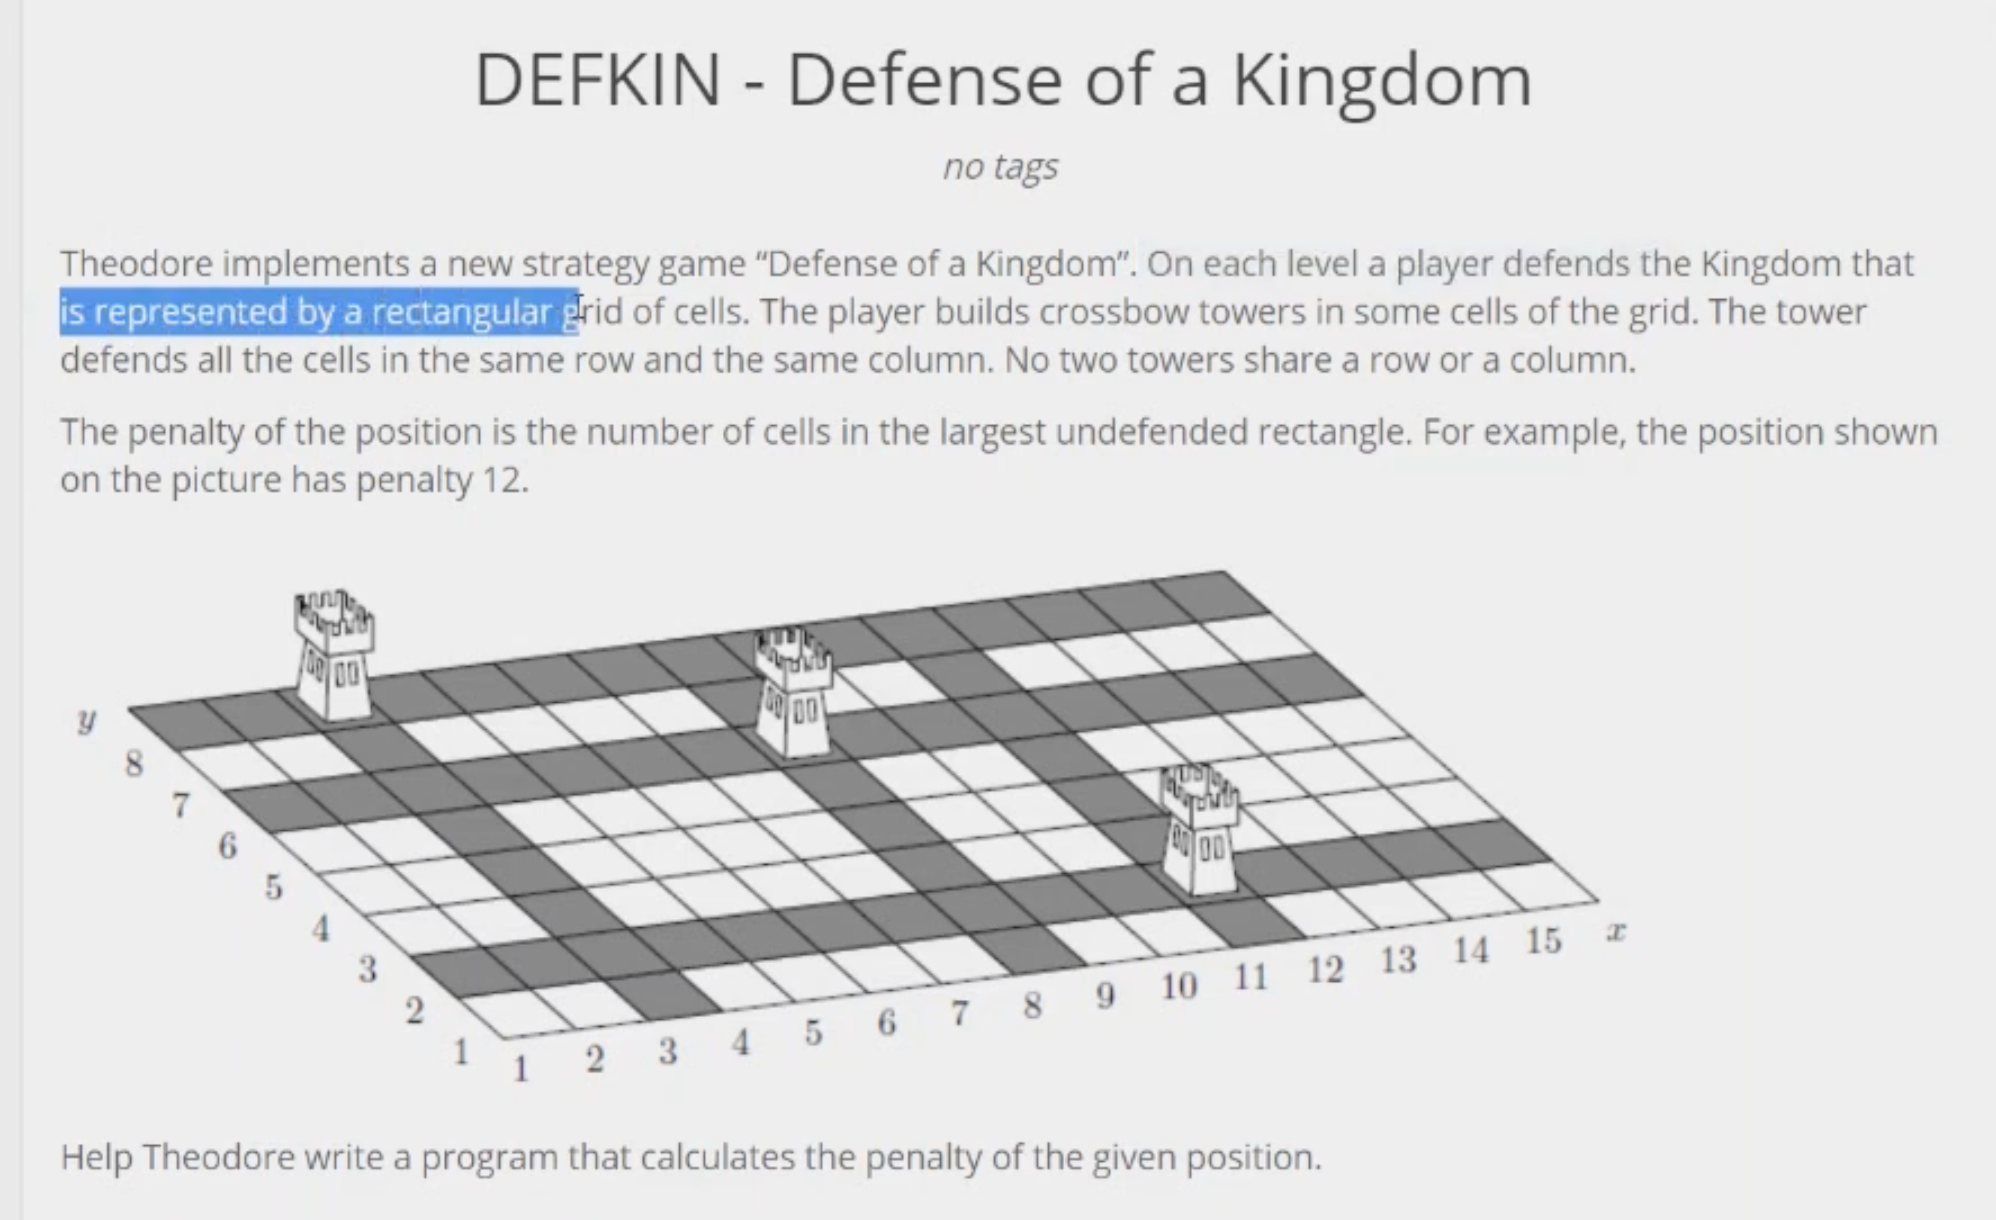 DEFKIN - Defense of a Kingdom
no tags
Theodore implements a new strategy game “Defense of a Kingdom”. On each level a player defends the Kingdom that
is represented by a rectangular grid of cells. The player builds crossbow towers in some cells of the grid. The tower
defends all the cells in the same row and the same column. No two towers share a row or a column.
The penalty of the position is the number of cells in the largest undefended rectangle. For example, the position shown
on the picture has penalty 12.
y
8
7
6
5
4
3
2
1
1 2 3 4 5 6 7 8 9 10 11 12 13 14 15 x
Help Theodore write a program that calculates the penalty of the given position.